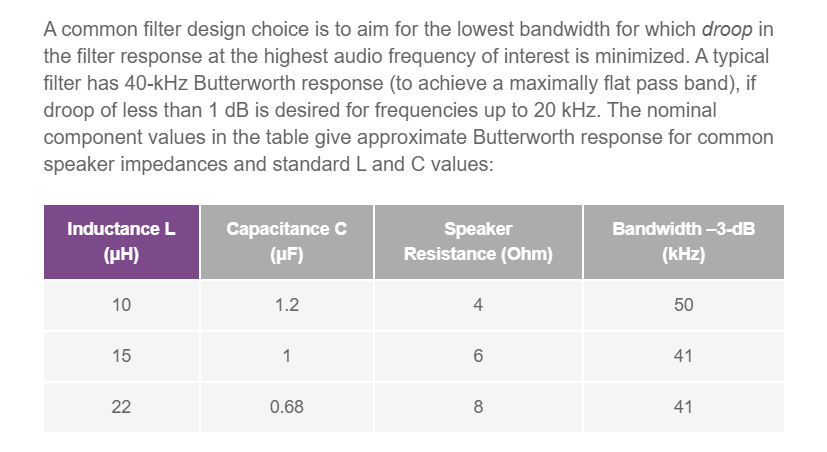 A common filter design choice is to aim for the lowest bandwidth for which droop in
the filter response at the highest audio frequency of interest is minimized. A typical
filter has 40-kHz Butterworth response (to achieve a maximally flat pass band), if
droop of less than 1 dB is desired for frequencies up to 20 kHz. The nominal
component values in the table give approximate Butterworth response for common
speaker impedances and standard L and C values:
Inductance L (µH) Capacitance C (µF) Speaker Resistance (Ohm) Bandwidth –3-dB (kHz)
10 1.2 4 50
15 1 6 41
22 0.68 8 41